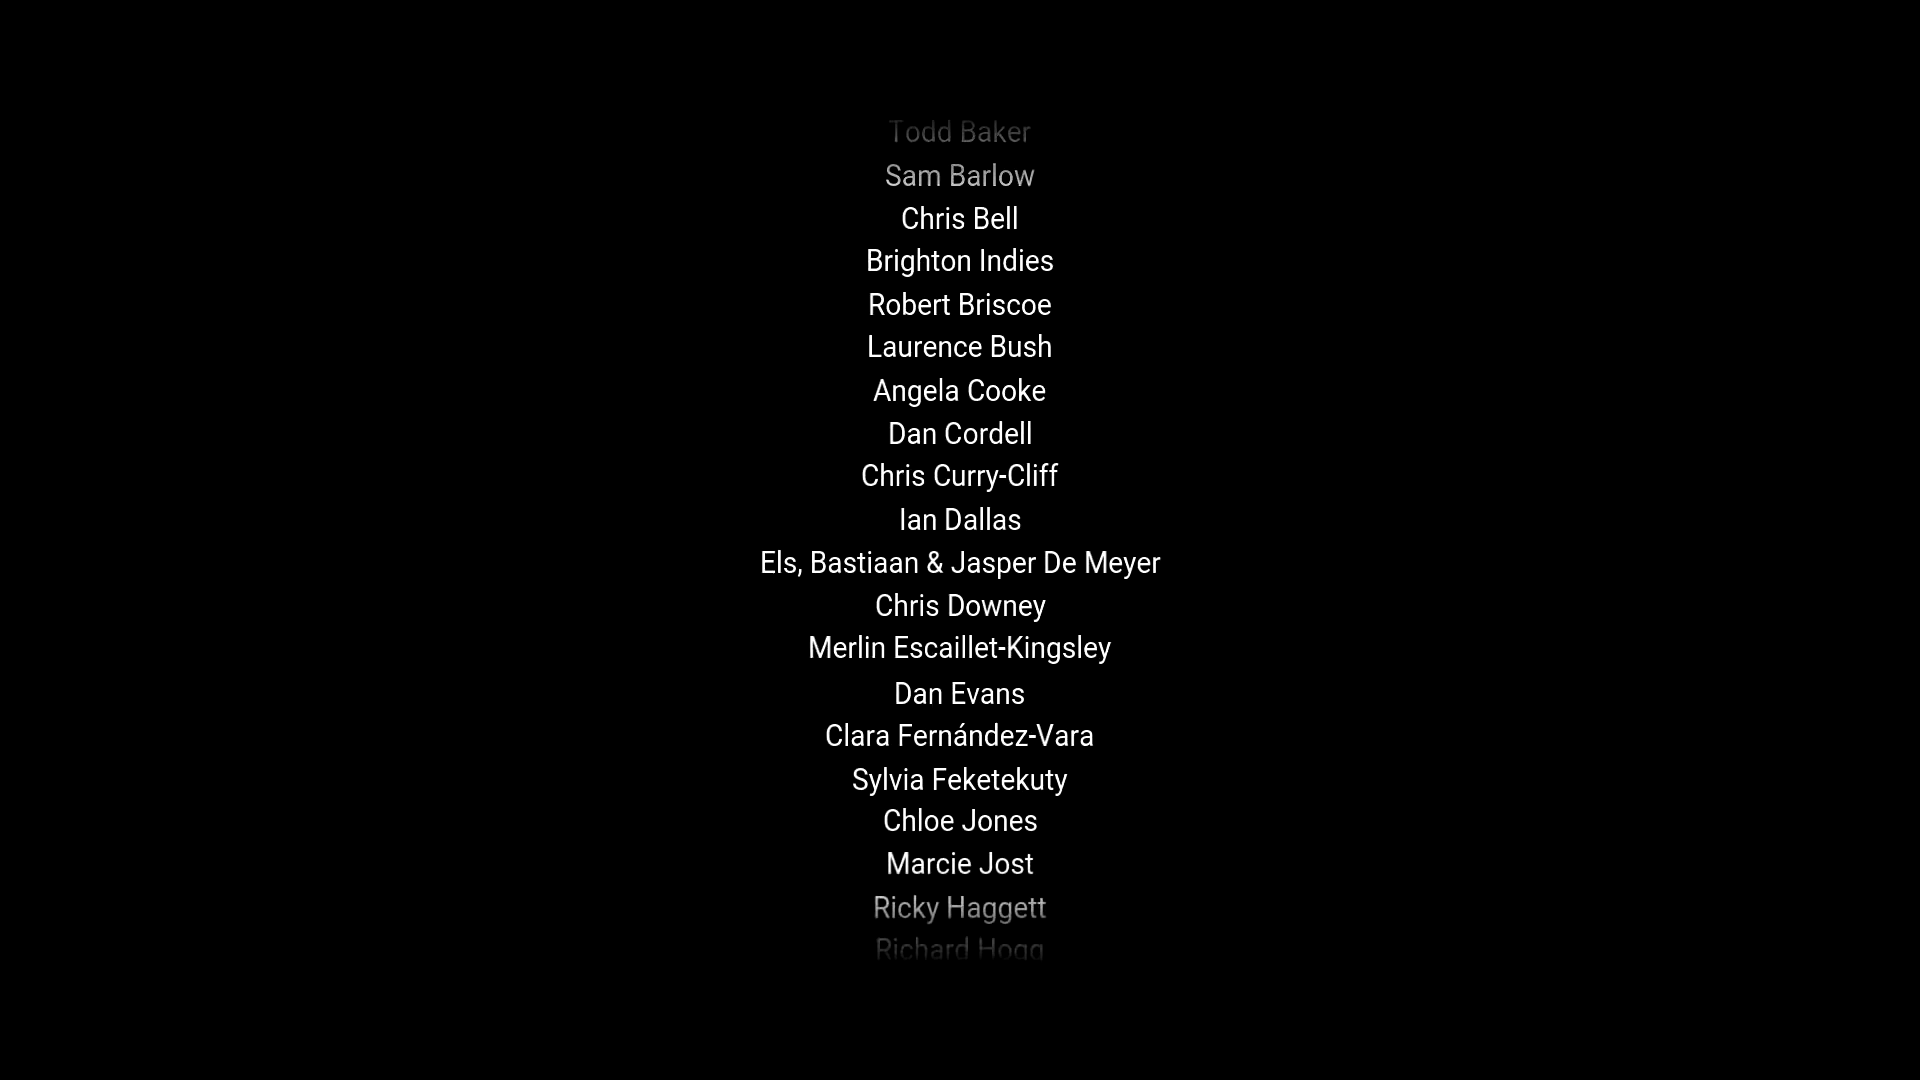 Todd Baker
Sam Barlow
Chris Bell
Brighton Indies
Robert Briscoe
Laurence Bush
Angela Cooke
Dan Cordell
Chris Curry-Cliff
Ian Dallas
Els, Bastiaan & Jasper De Meyer
Chris Downey
Merlin Escaillet-Kingsley
Dan Evans
Clara Fernández-Vara
Sylvia Feketekuty
Chloe Jones
Marcie Jost
Ricky Haggett
Richard Hogg